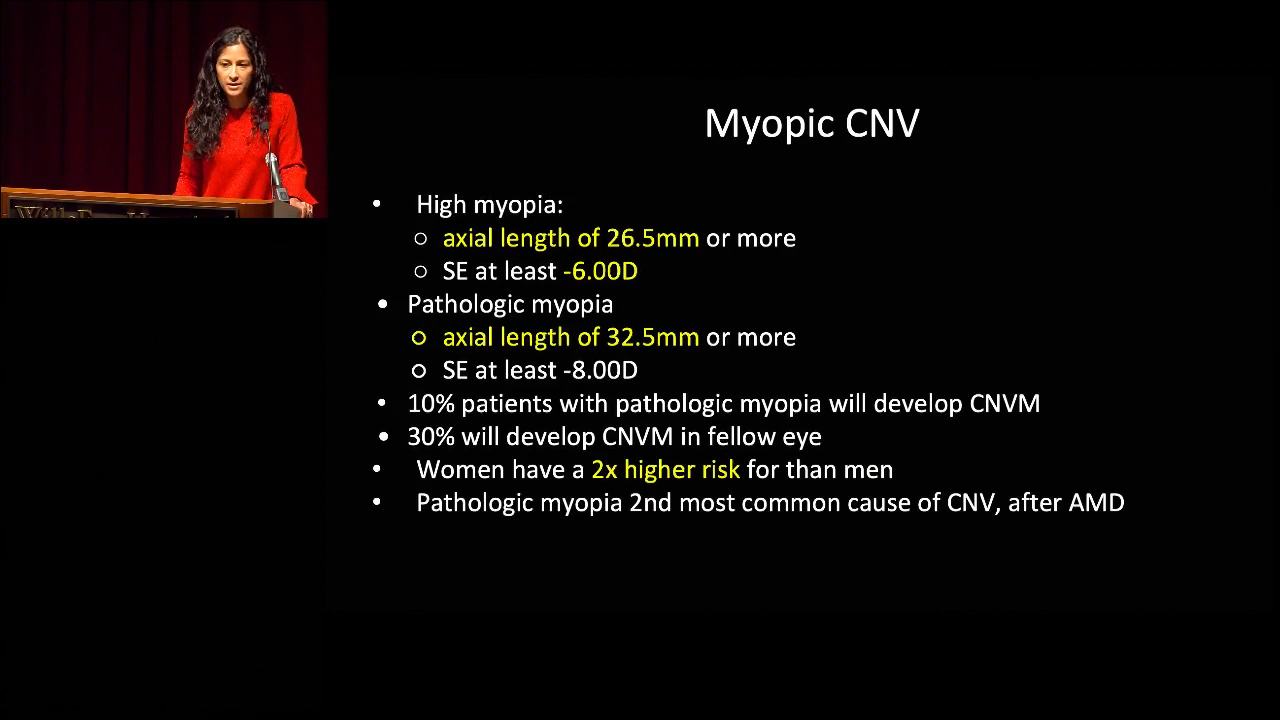 Myopic CNV
• High myopia:
○ axial length of 26.5mm or more
○ SE at least -6.00D
• Pathologic myopia
○ axial length of 32.5mm or more
○ SE at least -8.00D
• 10% patients with pathologic myopia will develop CNVM
• 30% will develop CNVM in fellow eye
• Women have a 2x higher risk for than men
• Pathologic myopia 2nd most common cause of CNV, after AMD